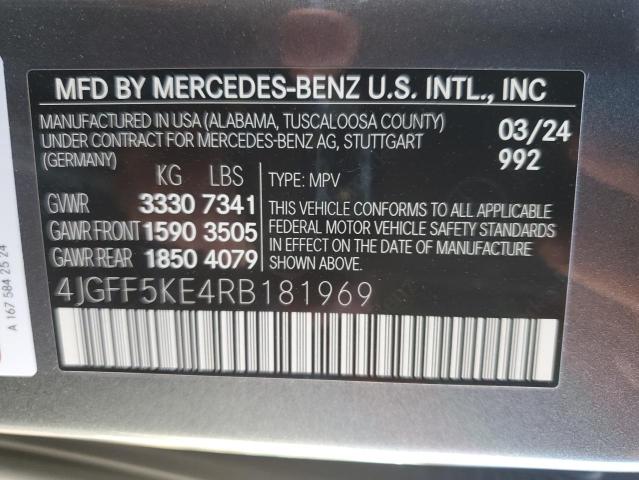 MFD BY MERCEDES-BENZ U.S. INTL., INC
MANUFACTURED IN USA (ALABAMA, TUSCALOOSA COUNTY)
UNDER CONTRACT FOR MERCEDES-BENZ AG, STUTTGART
(GERMANY)
03/24
992
KG LBS
GVWR 3330 7341
GAWR FRONT 1590 3505
GAWR REAR 1850 4079
TYPE: MPV
THIS VEHICLE CONFORMS TO ALL APPLICABLE
FEDERAL MOTOR VEHICLE SAFETY STANDARDS
IN EFFECT ON THE DATE OF MANUFACTURE
SHOWN ABOVE.
4JGFF5KE4RB181969
A 167 584 25 24